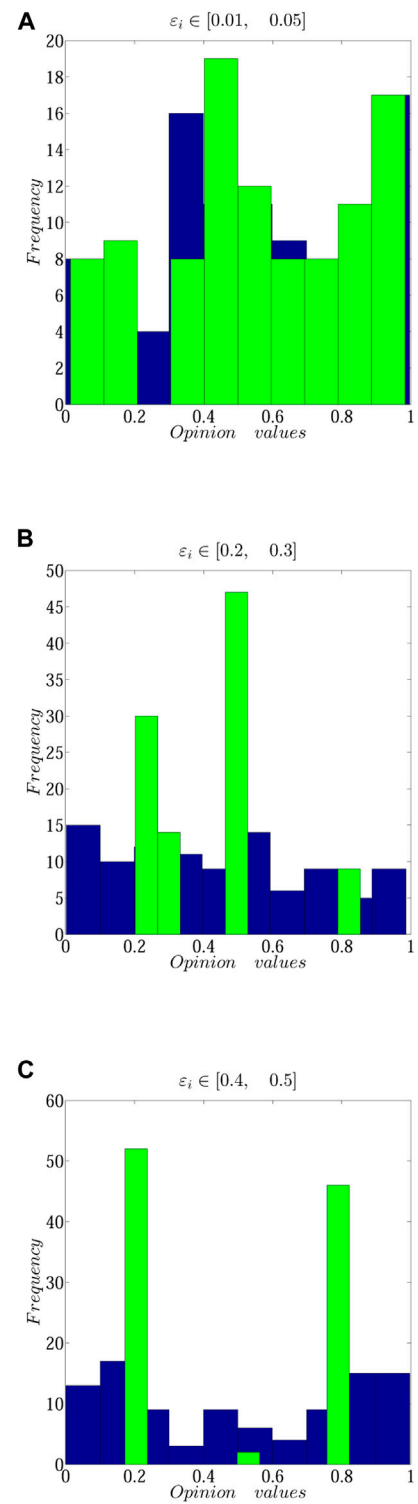 A
εᵢ ∈ [0.01, 0.05]
20
18
16
14
12
10
8
6
4
2
0
Frequency
0 0.2 0.4 0.6 0.8 1
Opinion values
B
εᵢ ∈ [0.2, 0.3]
50
45
40
35
30
25
20
15
10
5
0
Frequency
0 0.2 0.4 0.6 0.8 1
Opinion values
C
εᵢ ∈ [0.4, 0.5]
60
50
40
30
20
10
0
Frequency
0 0.2 0.4 0.6 0.8 1
Opinion values